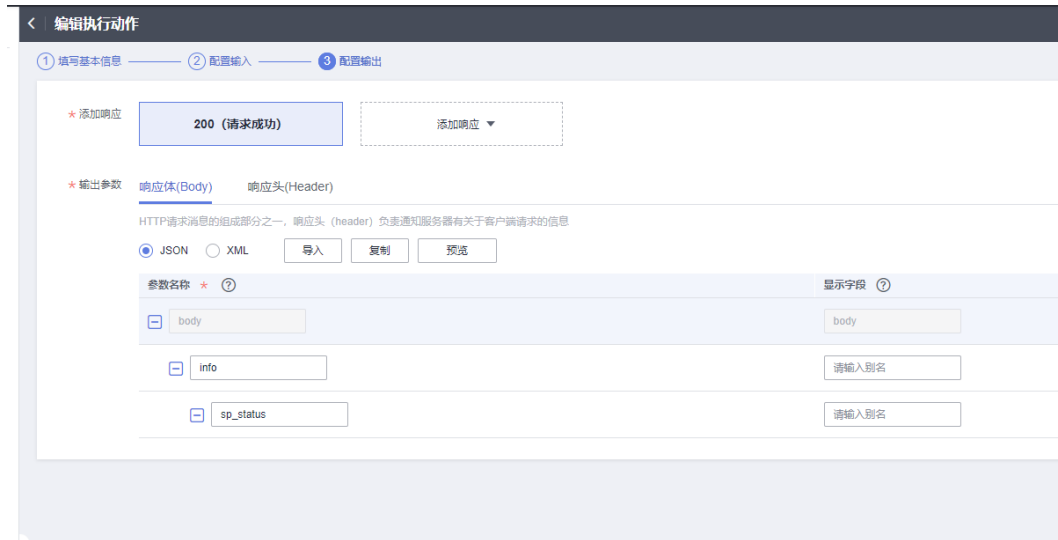 编辑执行动作
1 填写基本信息 2 配置输入 3 配置输出
* 添加响应 200（请求成功） 添加响应
* 输出参数 响应体(Body) 响应头(Header)
HTTP请求消息的组成部分之一，响应头（header）负责通知服务器有关于客户端请求的信息
JSON XML 导入 复制 预览
参数名称 * ? 显示字段 ?
body body
info 请输入别名
sp_status 请输入别名